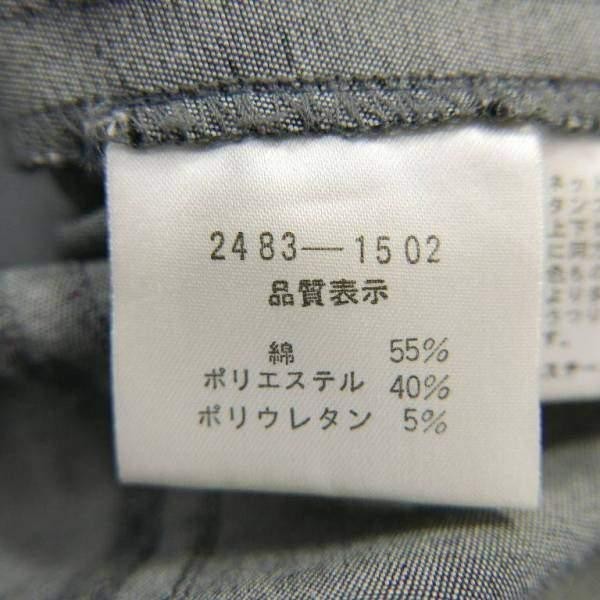 2483—1502
品質表示
綿 55%
ポリエステル 40%
ポリウレタン 5%